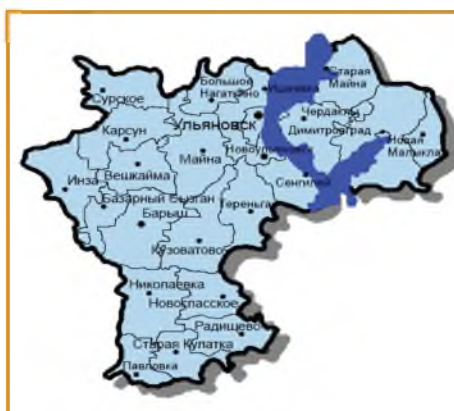 Большое
Нагаткино
Ишеевка
Старая
Майна
Сурское
УЛЬЯНОВСК
Чердаклы
Карсун
Димитровград
Новая
Малыкла
Майна
Новоульяновск
Вешкайма
Инза
Сенгилей
Базарный Сызган
Тереньга
Барыш
Кузоватово
Николаевка
Новоспасское
Радищево
Старая Кулатка
Павловка